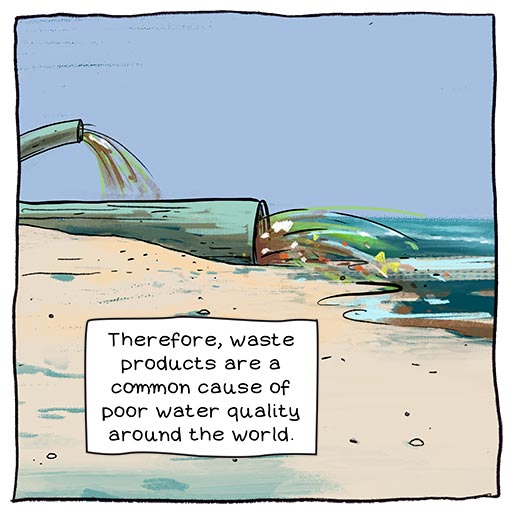 Therefore, waste
products are a
common cause of
poor water quality
around the world.